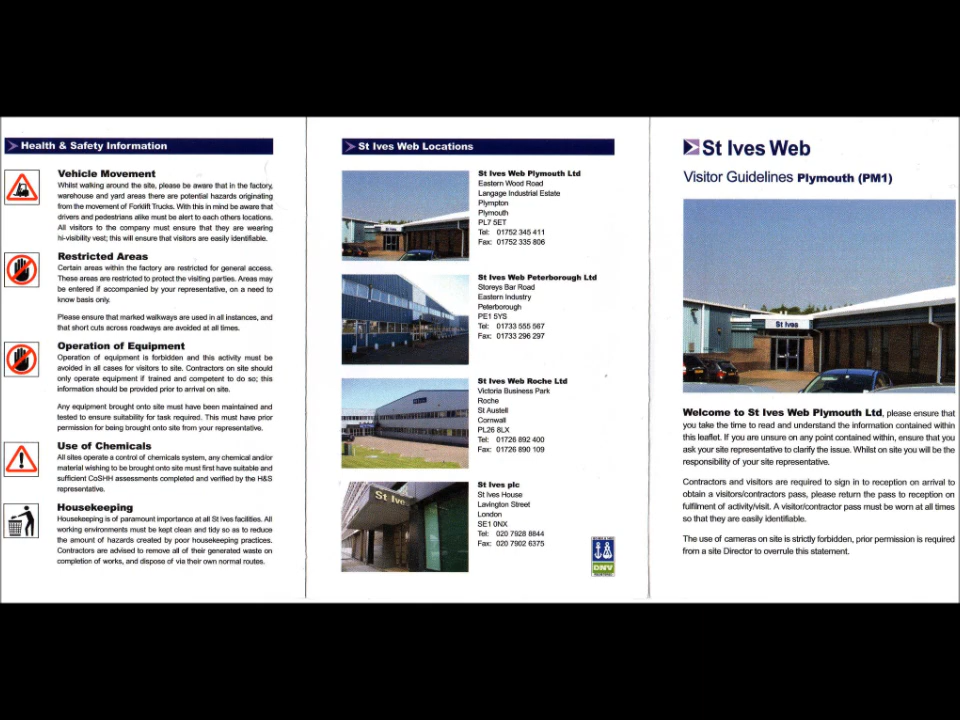 Health & Safety Information
Vehicle Movement
Whilst walking around the site, please be aware that in the factory,
warehouse and yard areas there are potential hazards originating
from the movement of Forklift Trucks. With this in mind be aware that
drivers and pedestrians alike must be alert to each others locations.
All visitors to the company must ensure that they are wearing
hi-visibility vest; this will ensure that visitors are easily identifiable.
Restricted Areas
Certain areas within the factory are restricted for general access.
These areas are restricted to protect the visiting parties. Areas may
be entered if accompanied by your representative, on a need to
know basis only.
Please ensure that marked walkways are used in all instances, and
that short cuts across roadways are avoided at all times.
Operation of Equipment
Operation of equipment is forbidden and this activity must be
avoided in all cases for visitors to site. Contractors on site should
only operate equipment if trained and competent to do so; this
information should be provided prior to arrival on site.
Any equipment brought onto site must have been maintained and
tested to ensure suitability for task required. This must have prior
permission for being brought onto site from your representative.
Use of Chemicals
All sites operate a control of chemicals system, any chemical and/or
material wishing to be brought onto site must first have suitable and
sufficient CoSHH assessments completed and verified by the H&S
representative.
Housekeeping
Housekeeping is of paramount importance at all St Ives facilities. All
working environments must be kept clean and tidy so as to reduce
the amount of hazards created by poor housekeeping practices.
Contractors are advised to remove all of their generated waste on
completion of works, and dispose of via their own normal routes.
St Ives Web Locations
St Ives Web Plymouth Ltd
Eastern Wood Road
Langage Industrial Estate
Plympton
Plymouth
PL7 5ET
Tel: 01752 345 411
Fax: 01752 335 806
St Ives Web Peterborough Ltd
Storeys Bar Road
Eastern Industry
Peterborough
PE1 5YS
Tel: 01733 555 567
Fax: 01733 296 297
St Ives Web Roche Ltd
Victoria Business Park
Roche
St Austell
Cornwall
PL26 8LX
Tel: 01726 892 400
Fax: 01726 890 109
St Ives
St Ives plc
St Ives House
Lavington Street
London
SE1 0NX
Tel: 020 7928 8844
Fax: 020 7902 6375
DNV
St Ives Web
Visitor Guidelines Plymouth (PM1)
St Ives
Welcome to St Ives Web Plymouth Ltd, please ensure that
you take the time to read and understand the information contained within
this leaflet. If you are unsure on any point contained within, ensure that you
ask your site representative to clarify the issue. Whilst on site you will be the
responsibility of your site representative.
Contractors and visitors are required to sign in to reception on arrival to
obtain a visitors/contractors pass, please return the pass to reception on
fulfilment of activity/visit. A visitor/contractor pass must be worn at all times
so that they are easily identifiable.
The use of cameras on site is strictly forbidden, prior permission is required
from a site Director to overrule this statement.